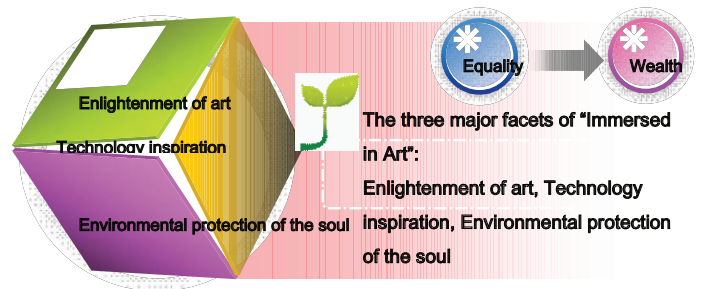 Equality
Wealth
Enlightenment of art
Technology inspiration
Environmental protection of the soul
The three major facets of “Immersed
in Art”:
Enlightenment of art, Technology
inspiration, Environmental protection
of the soul